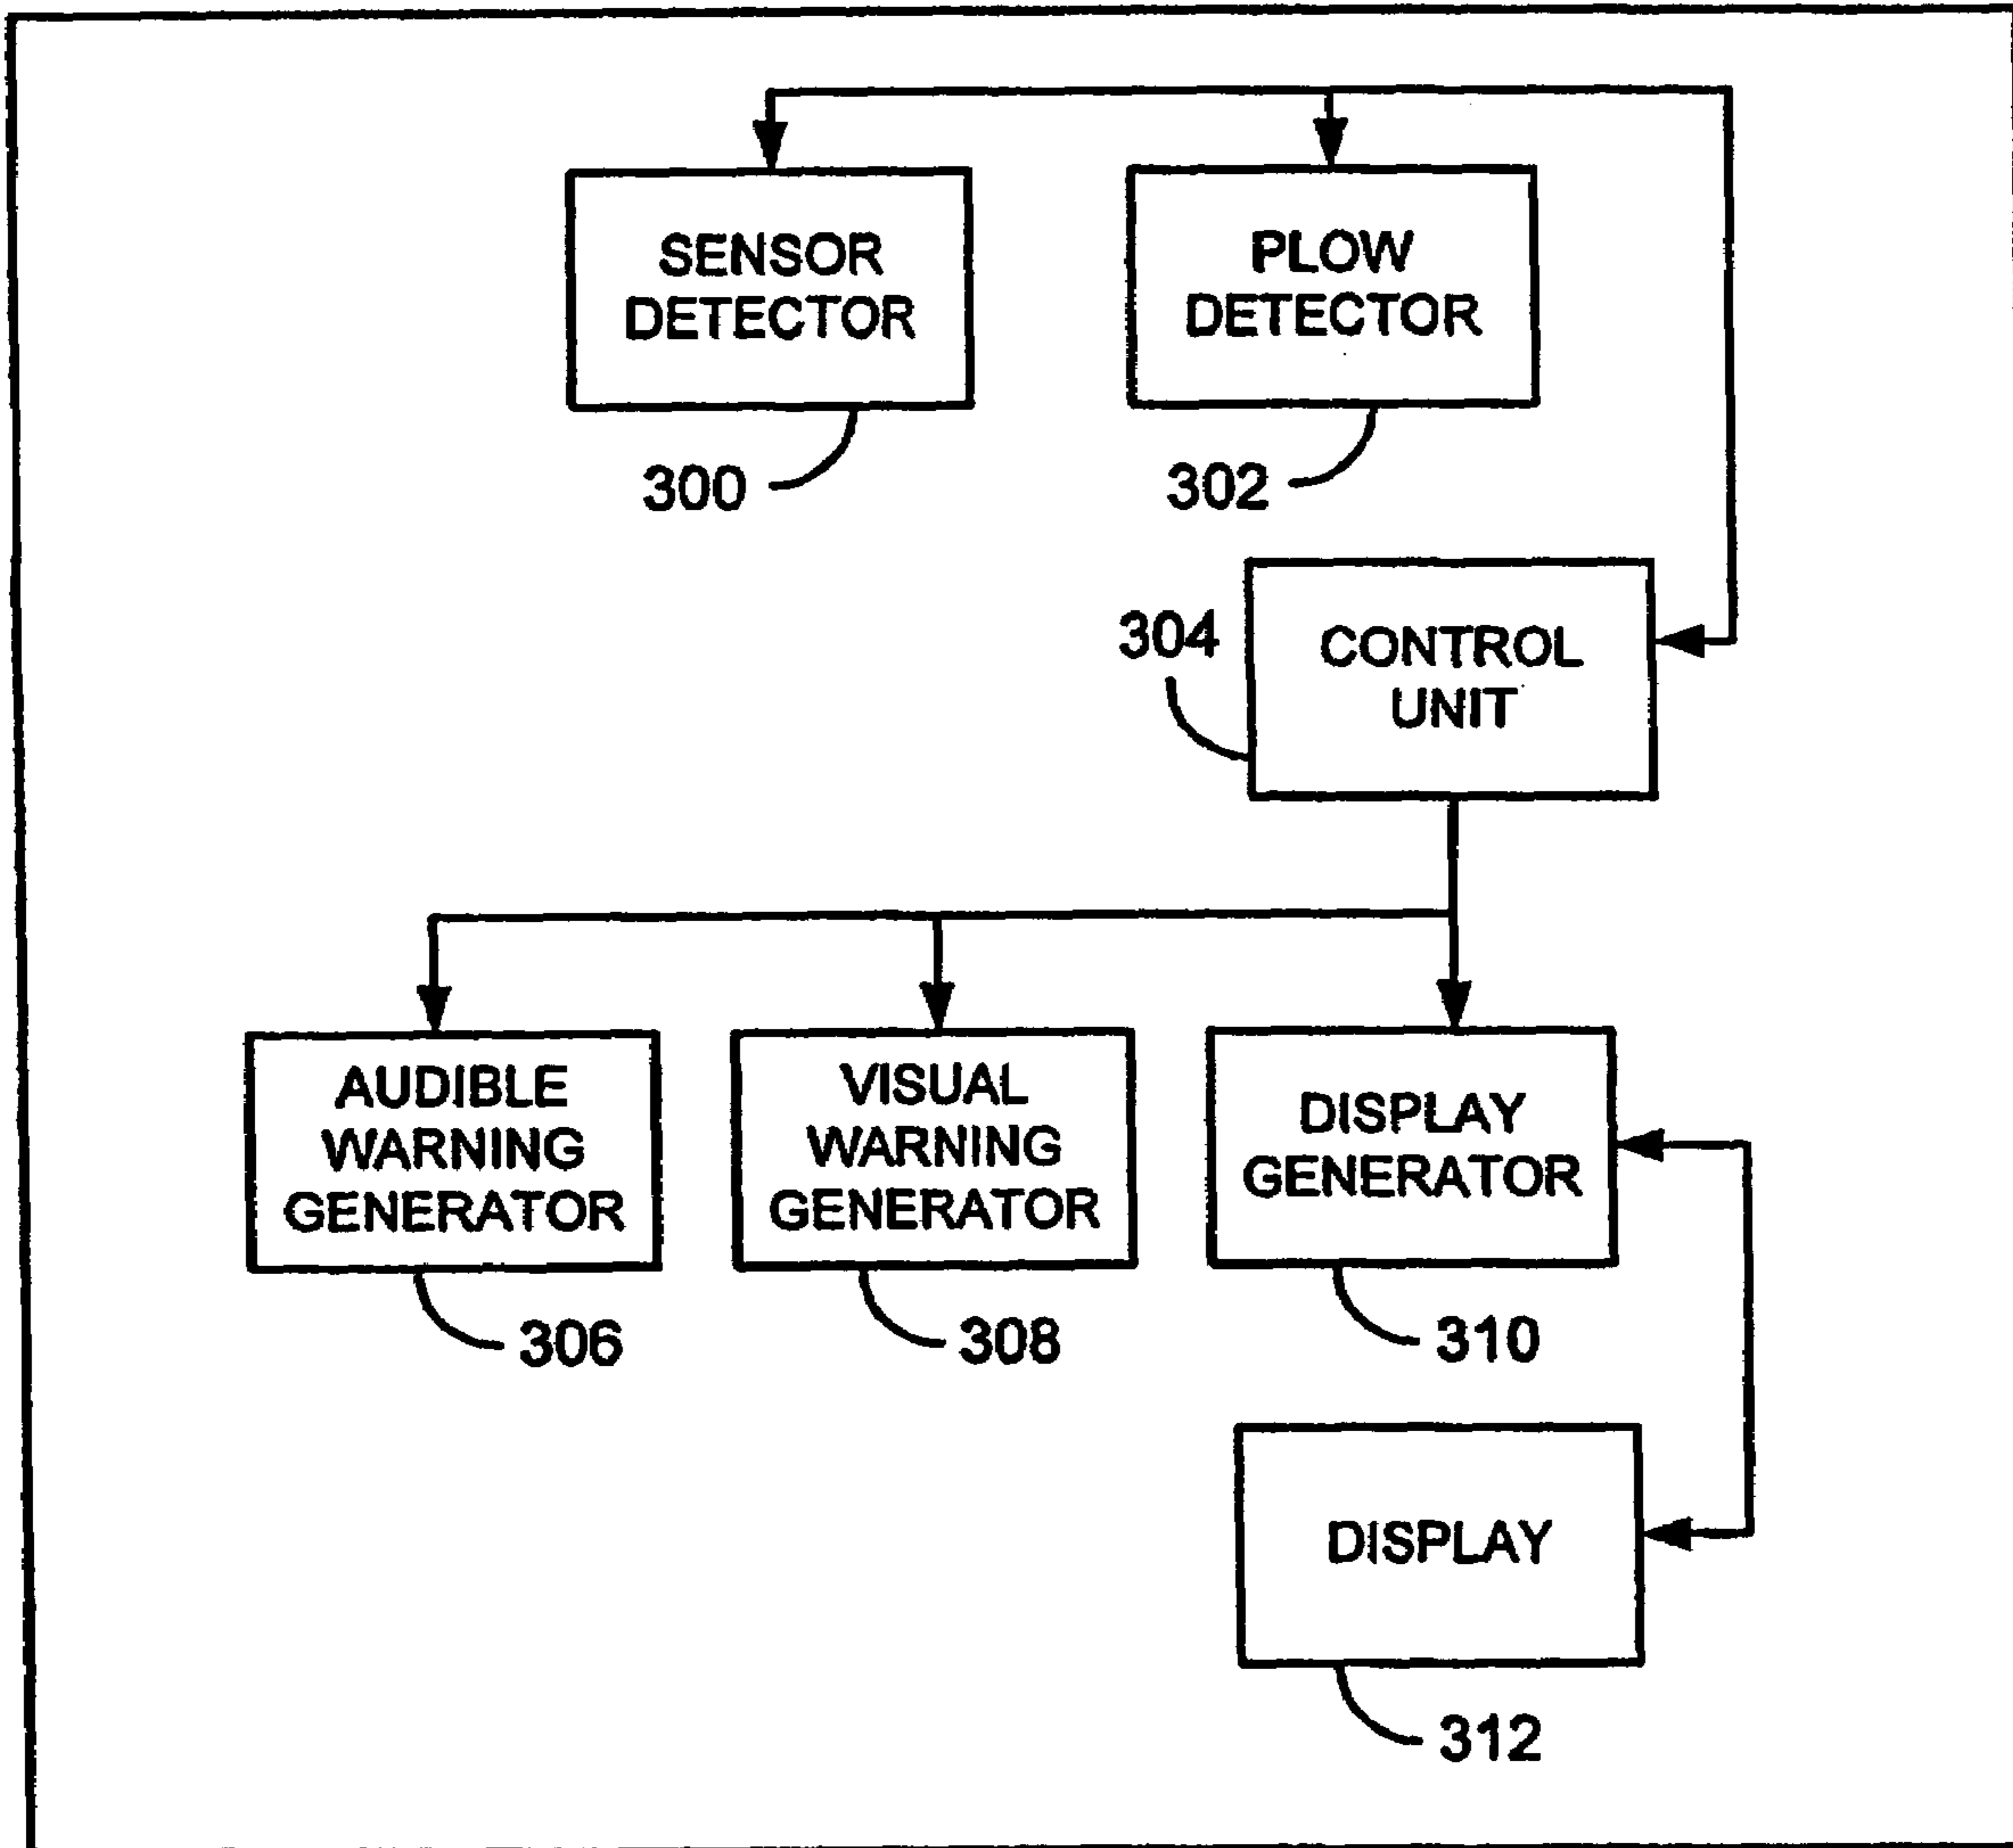 SENSOR
DETECTOR
PLOW
DETECTOR
300
302
304
CONTROL
UNIT
AUDIBLE
WARNING
GENERATOR
VISUAL
WARNING
GENERATOR
DISPLAY
GENERATOR
306
308
310
DISPLAY
312